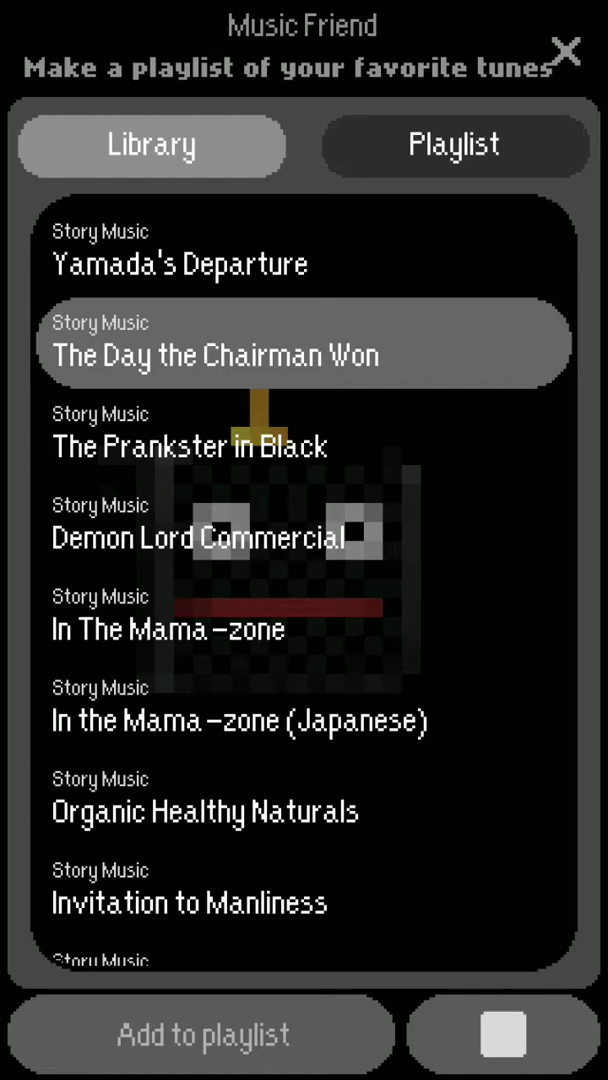 Music Friend
Make a playlist of your favorite tunes
Library
Playlist
Story Music
Yamada's Departure
Story Music
The Day the Chairman Won
Story Music
The Prankster in Black
Story Music
Demon Lord Commercial
Story Music
In The Mama-zone
Story Music
In the Mama-zone (Japanese)
Story Music
Organic Healthy Naturals
Story Music
Invitation to Manliness
Story Music
Add to playlist